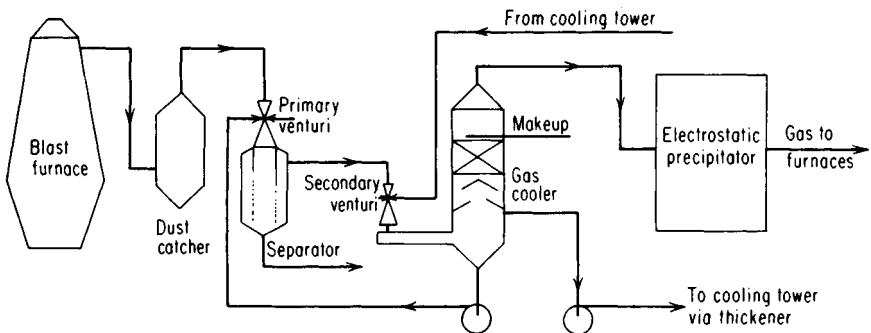 From cooling tower
Primary
venturi
Makeup
Electrostatic
precipitator
Gas to
furnaces
Blast
furnace
Secondary
venturi
Gas
cooler
Dust
catcher
Separator
To cooling tower
via thickener